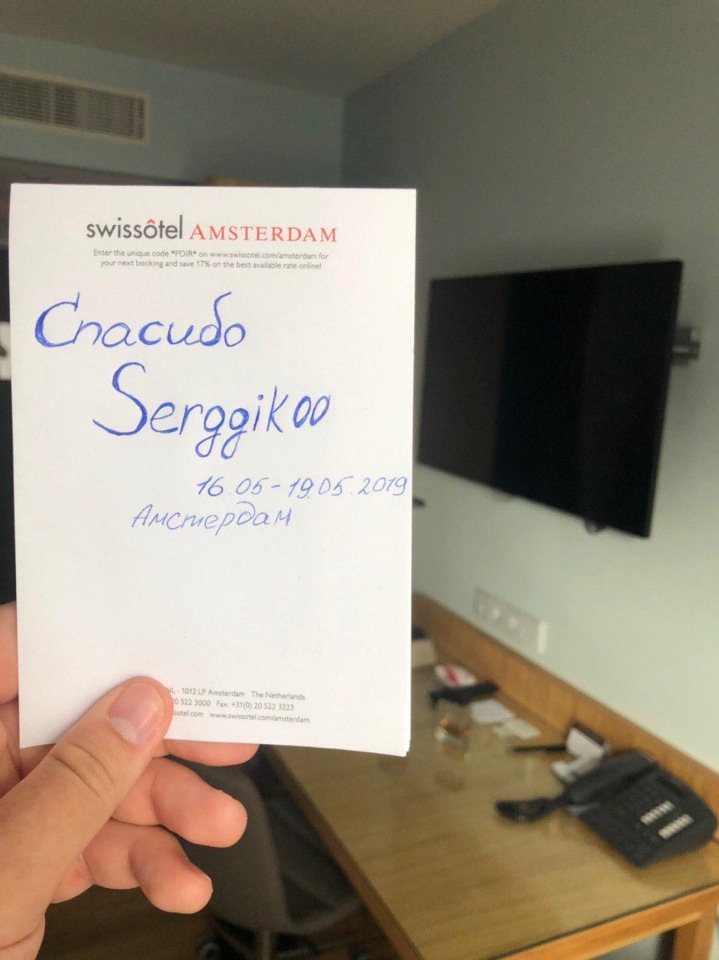 swissôtel AMSTERDAM
Enter the unique code *PDIR* on www.swissotel.com/amsterdam for
your next booking and save 17% on the best available rate online!
Спасибо
Serggikoo
16.05-19.05.2019
Амстердам
NL - 1012 LP Amsterdam The Netherlands
20 522 3000 Fax: +31(0) 20 522 3223
www.swissotel.com/amsterdam